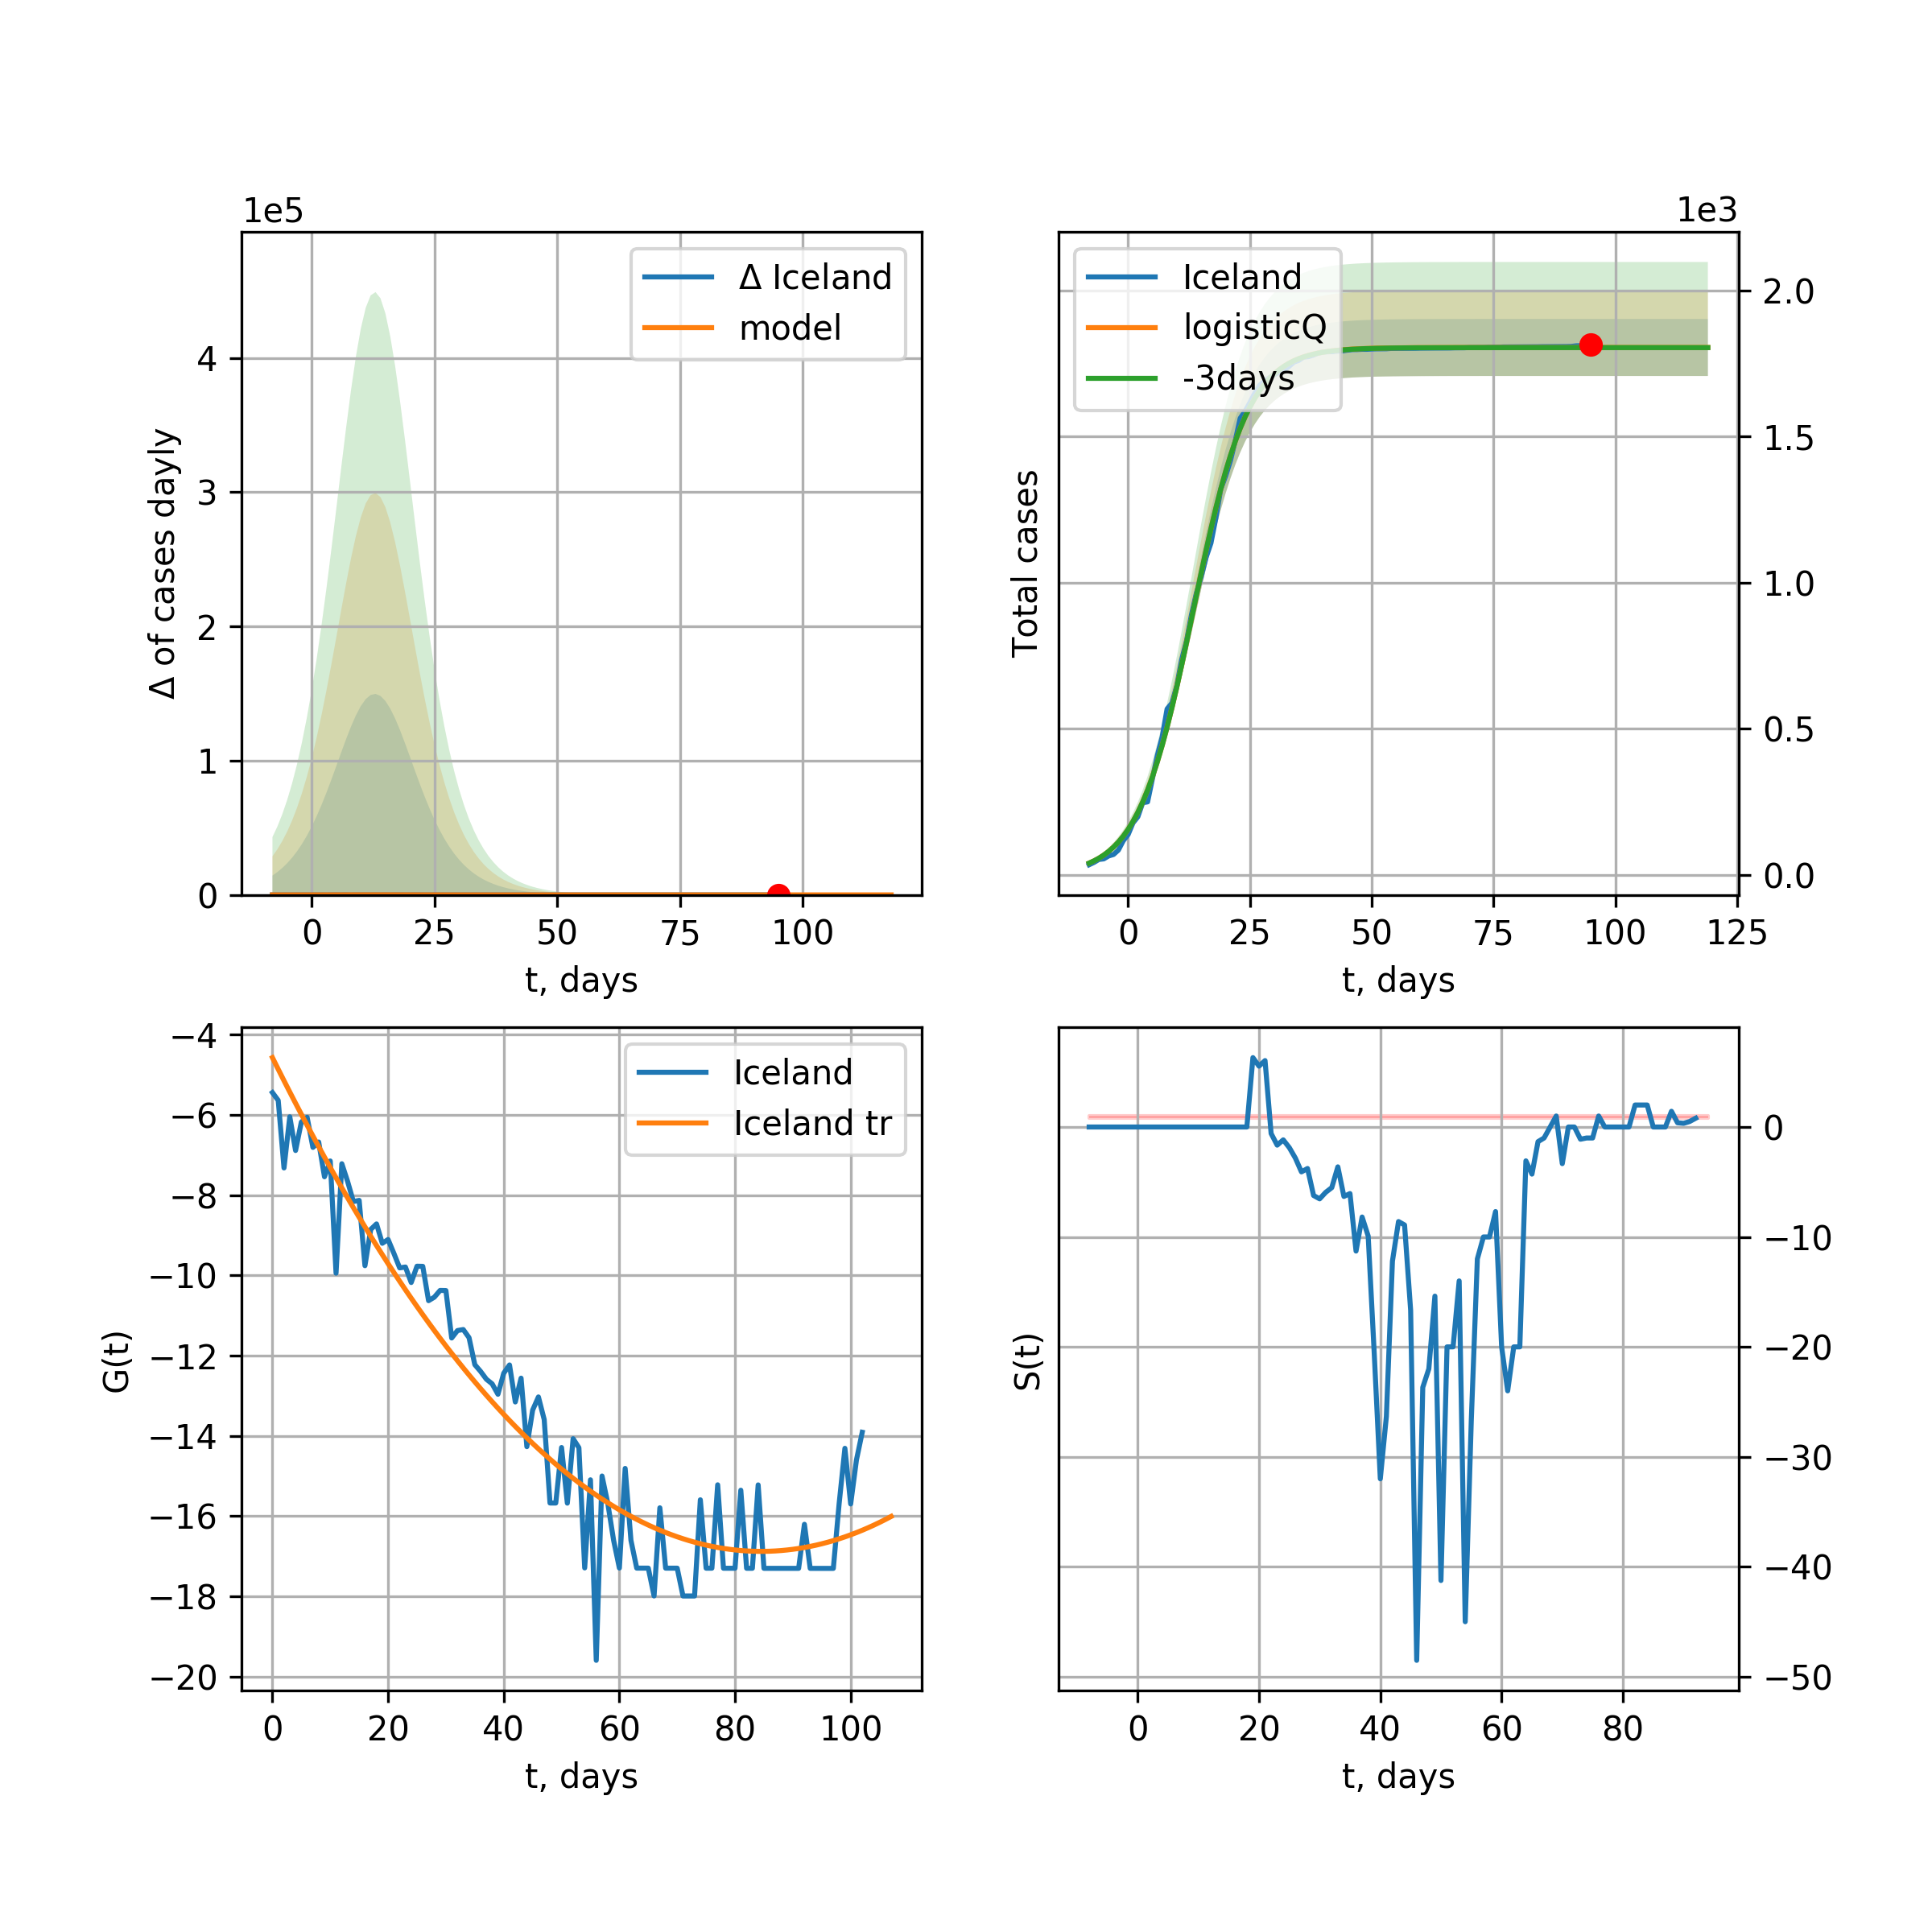 1e5
Δ Iceland
model
4
3
2
1
0
Δ of cases dayly
0 25 50 75 100
t, days
1e3
Iceland
logisticQ
-3days
2.0
1.5
1.0
0.5
0.0
Total cases
0 25 50 75 100 125
t, days
Iceland
Iceland tr
−4
−6
−8
−10
−12
−14
−16
−18
−20
G(t)
0 20 40 60 80 100
t, days
S(t)
0
−10
−20
−30
−40
−50
0 20 40 60 80
t, days